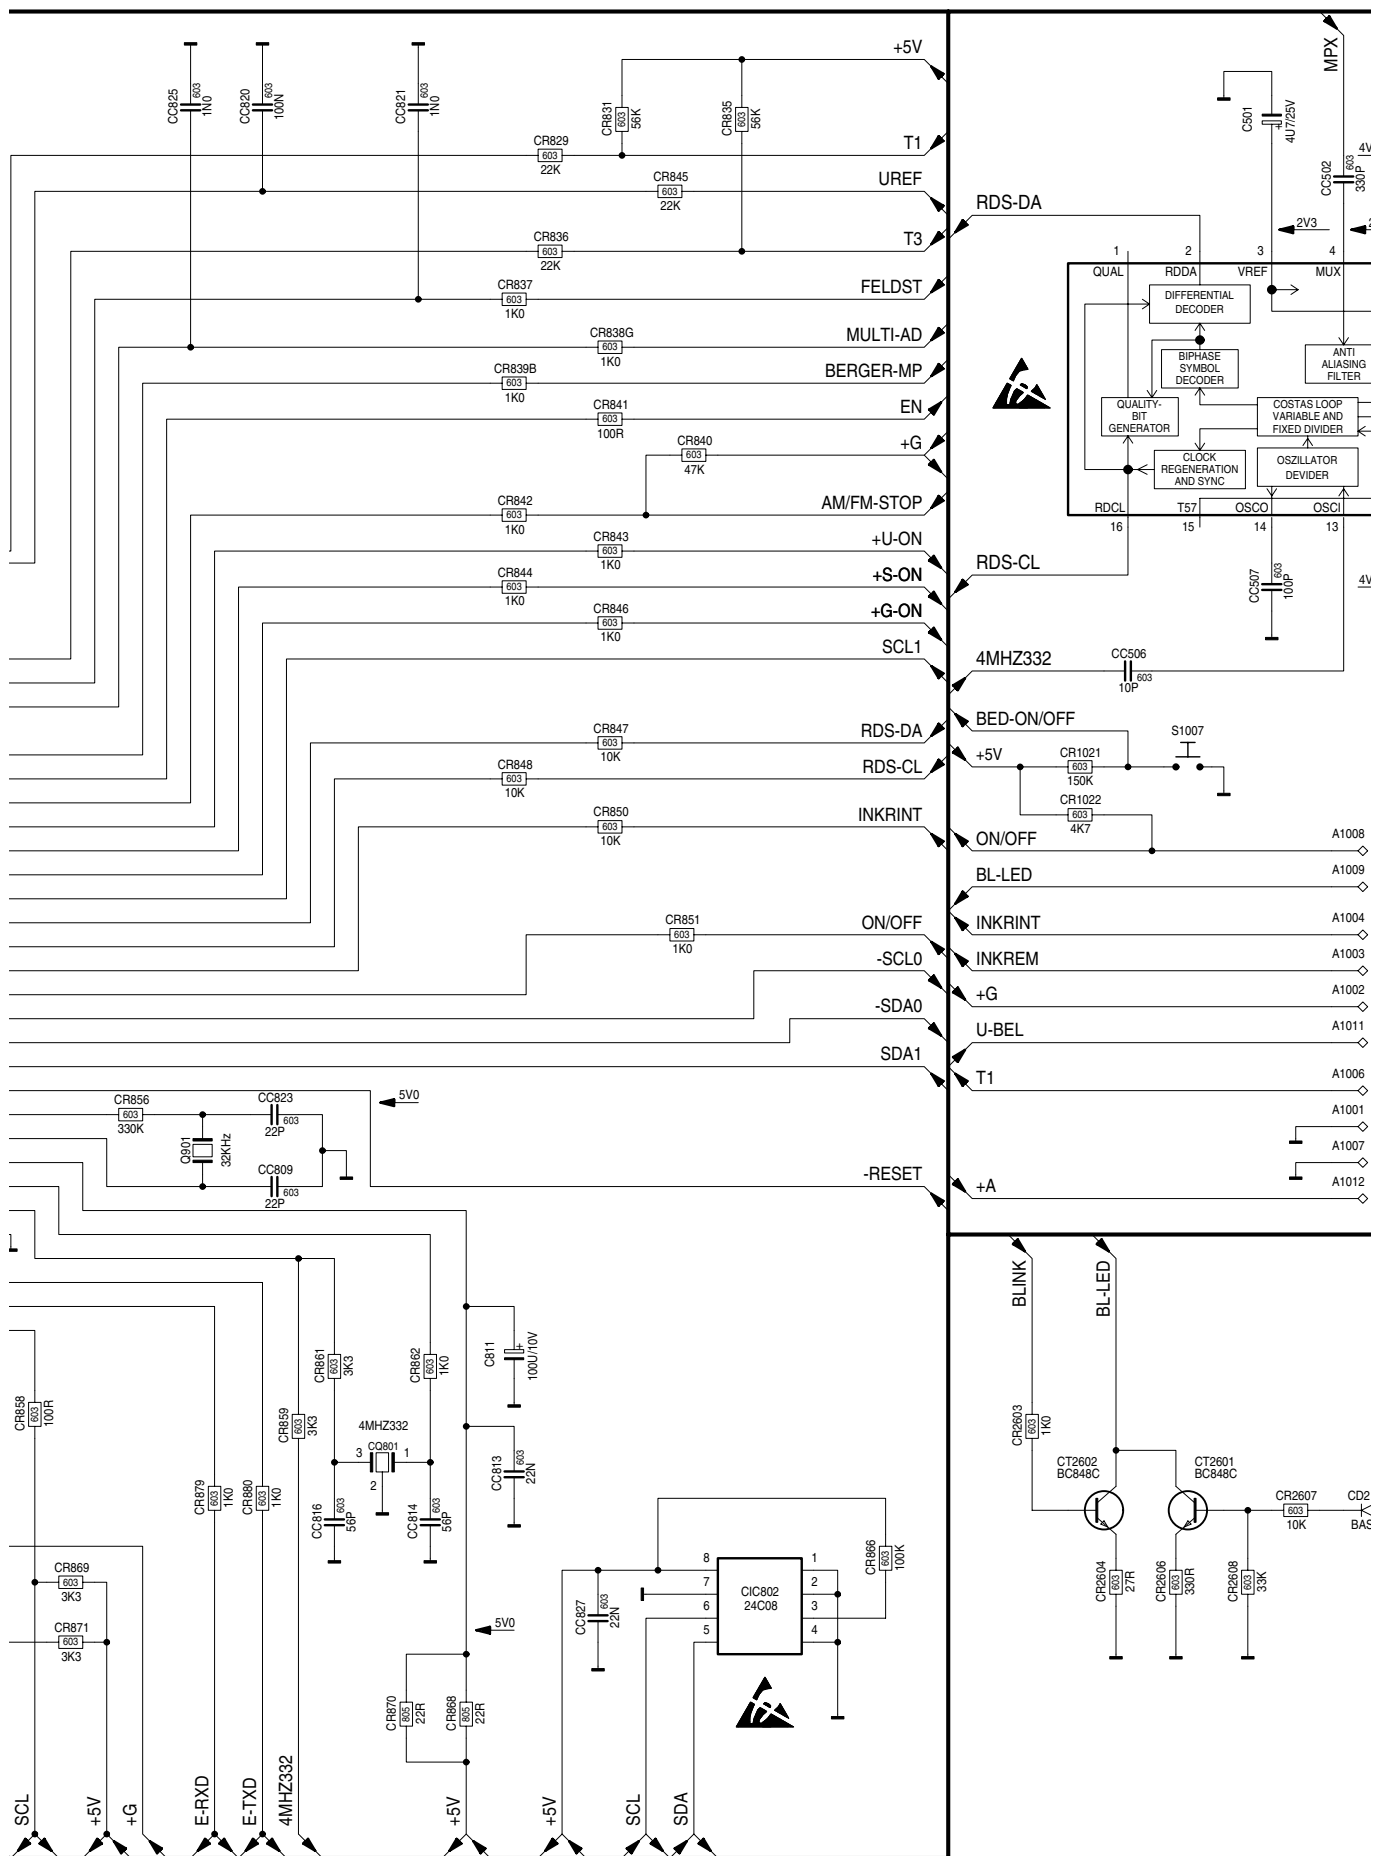 +5V
MPX
CC825
603
1N0
CC820
603
100N
CC821
603
1N0
CR831
603
56K
CR835
603
56K
C501
+
4U7/25V
CC502
603
330P
4V
CR829
603
22K
T1
CR845
603
22K
UREF
RDS-DA
CR836
603
22K
T3
2V3
2
1
2
3
4
QUAL
RDDA
VREF
MUX
CR837
603
1K0
FELDST
DIFFERENTIAL
DECODER
CR838G
603
1K0
MULTI-AD
BIPHASE
SYMBOL
DECODER
ANTI
ALIASING
FILTER
CR839B
603
1K0
BERGER-MP
CR841
603
100R
EN
QUALITY-
BIT
GENERATOR
COSTAS LOOP
VARIABLE AND
FIXED DIVIDER
CR840
603
47K
+G
CLOCK
REGENERATION
AND SYNC
OSZILLATOR
DEVIDER
CR842
603
1K0
AM/FM-STOP
RDCL
T57
OSCO
OSCI
16
15
14
13
CR843
603
1K0
+U-ON
RDS-CL
CC507
603
100P
4V
CR844
603
1K0
+S-ON
CR846
603
1K0
+G-ON
SCL1
4MHZ332
CC506
603
10P
BED-ON/OFF
S1007
CR847
603
10K
RDS-DA
+5V
CR1021
603
150K
CR848
603
10K
RDS-CL
CR1022
603
4K7
CR850
603
10K
INKRINT
ON/OFF
A1008
BL-LED
A1009
CR851
603
1K0
ON/OFF
INKRINT
A1004
-SCL0
INKREM
A1003
+G
A1002
-SDA0
U-BEL
A1011
SDA1
T1
A1006
5V0
A1001
CR856
603
330K
CC823
603
22P
Q901
32KHz
CC809
603
22P
A1007
-RESET
+A
A1012
BLINK
BL-LED
CR861
603
3K3
CR862
603
1K0
C811
+
100U/10V
CR858
603
100R
CR859
603
3K3
4MHZ332
CQ801
3
1
2
CC813
603
22N
CR2603
603
1K0
CT2602
BC848C
CT2601
BC848C
CR879
603
1K0
CR880
603
1K0
CC816
603
56P
CC814
603
56P
CR2607
603
10K
CD2
BAS
CR866
603
100K
CR869
603
3K3
8
7
6
5
CIC802
24C08
1
2
3
4
CC827
603
22N
CR2604
603
27R
CR2606
603
330R
CR2608
603
33K
CR871
603
3K3
5V0
CR870
805
22R
CR868
805
22R
SCL
+5V
+G
E-RXD
E-TXD
4MHZ332
+5V
+5V
SCL
SDA